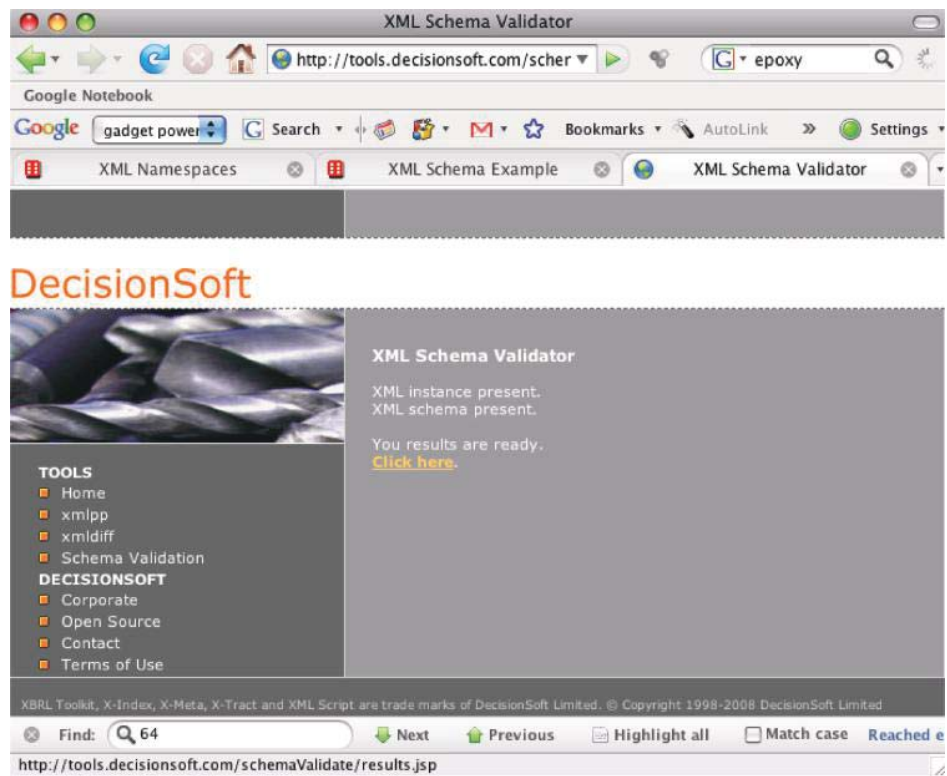 XML Schema Validator
http://tools.decisionsoft.com/scher
G epoxy
Google Notebook
Google gadget power G Search Bookmarks AutoLink » Settings
XML Namespaces XML Schema Example XML Schema Validator
DecisionSoft
XML Schema Validator
XML instance present.
XML schema present.
You results are ready.
Click here.
TOOLS
Home
xmlpp
xmldiff
Schema Validation
DECISIONSOFT
Corporate
Open Source
Contact
Terms of Use
XBRL Toolkit, X-Index, X-Meta, X-Tract and XML Script are trade marks of DecisionSoft Limited. © Copyright 1998-2008 DecisionSoft Limited
Find: 64 Next Previous Highlight all Match case Reached e
http://tools.decisionsoft.com/schemaValidate/results.jsp